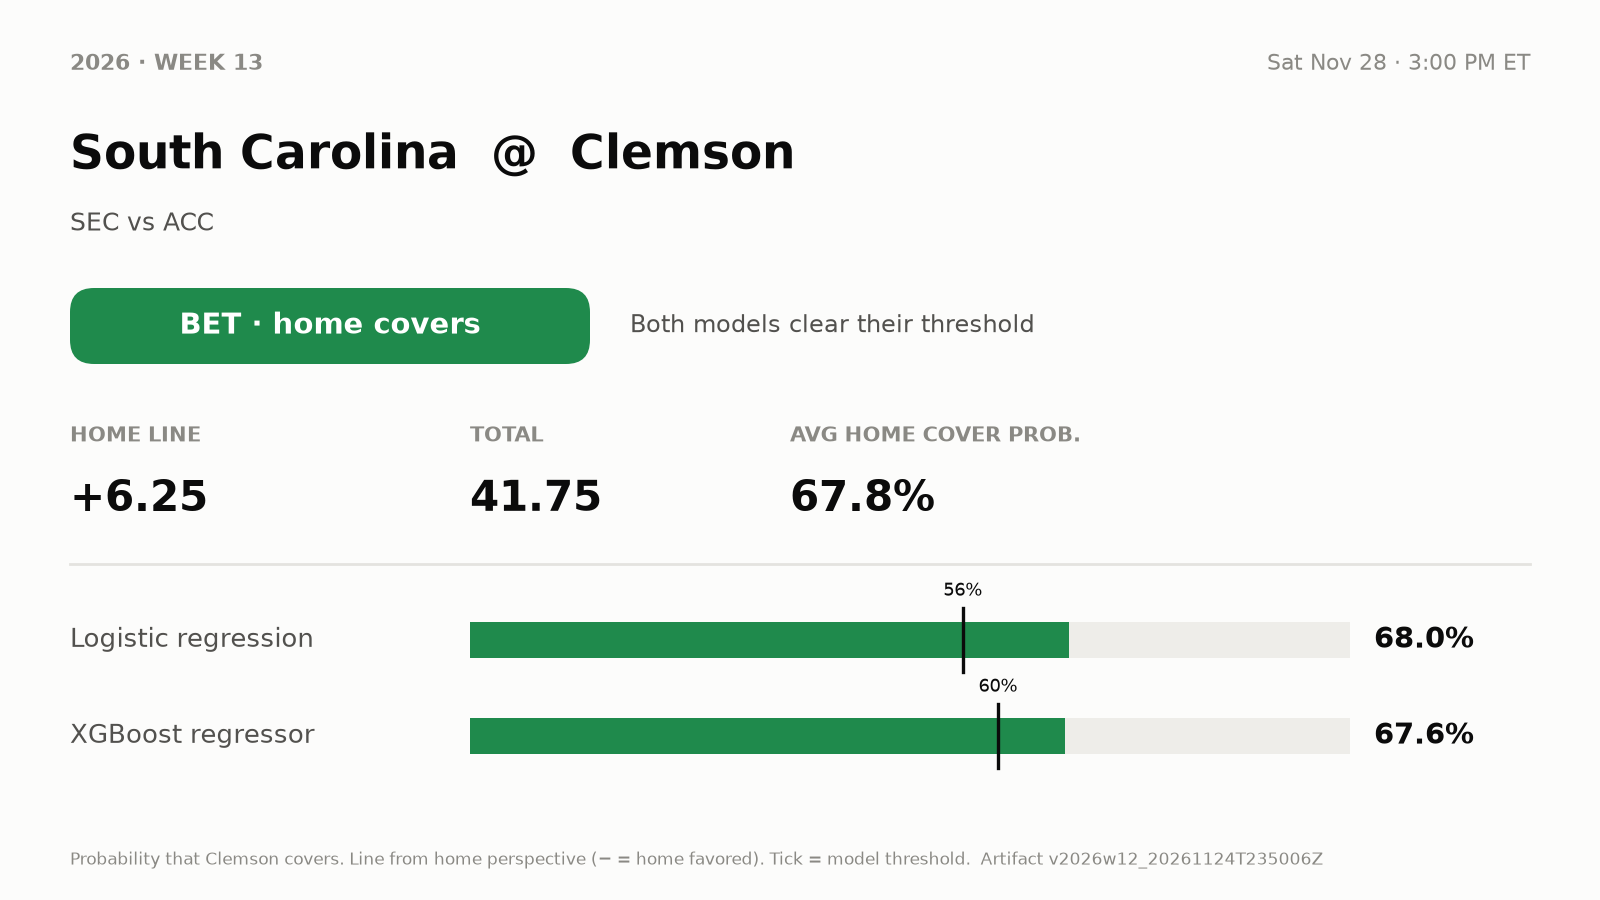 2026 · WEEK 13
Sat Nov 28 · 3:00 PM ET
South Carolina @ Clemson
SEC vs ACC
BET · home covers
Both models clear their threshold
HOME LINE
TOTAL
AVG HOME COVER PROB.
+6.25
41.75
67.8%
56%
Logistic regression
68.0%
60%
XGBoost regressor
67.6%
Probability that Clemson covers. Line from home perspective (− = home favored). Tick = model threshold. Artifact v2026w12_20261124T235006Z